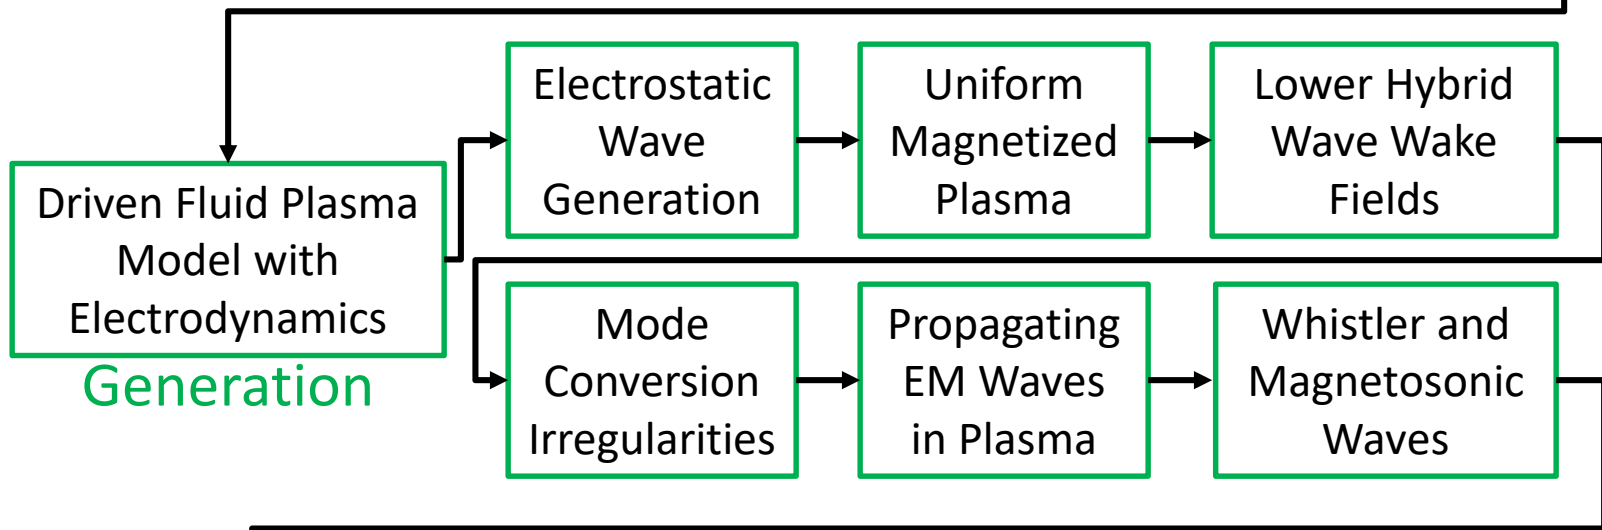 Driven Fluid Plasma
Model with
Electrodynamics
Generation
Electrostatic
Wave
Generation
Uniform
Magnetized
Plasma
Lower Hybrid
Wave Wake
Fields
Mode
Conversion
Irregularities
Propagating
EM Waves
in Plasma
Whistler and
Magnetosonic
Waves